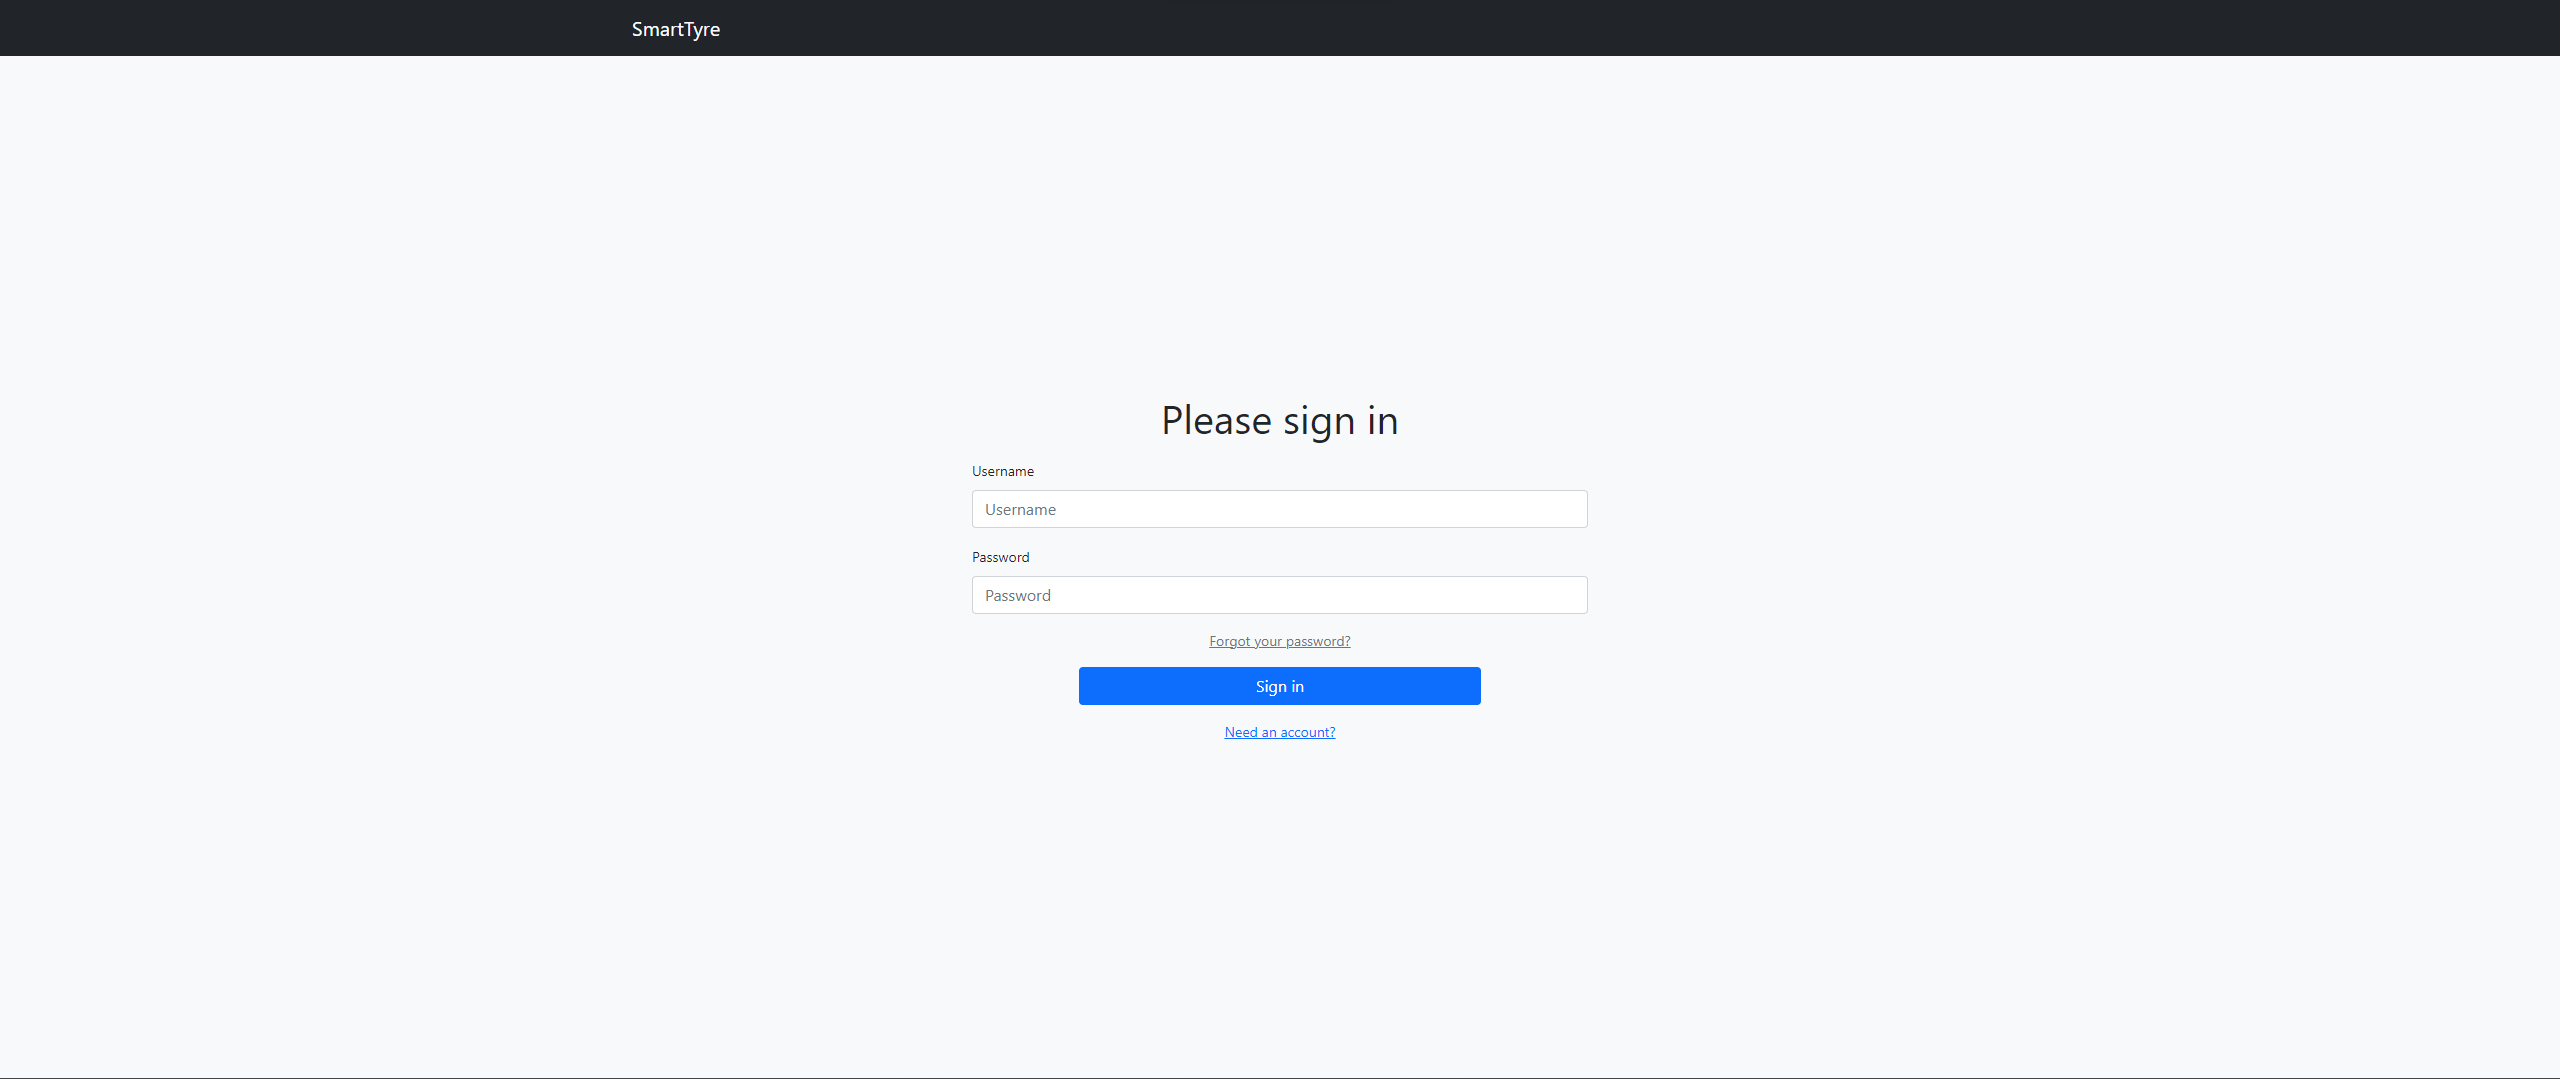 SmartTyre
Please sign in
Username
Username
Password
Password
Forgot your password?
Sign in
Need an account?